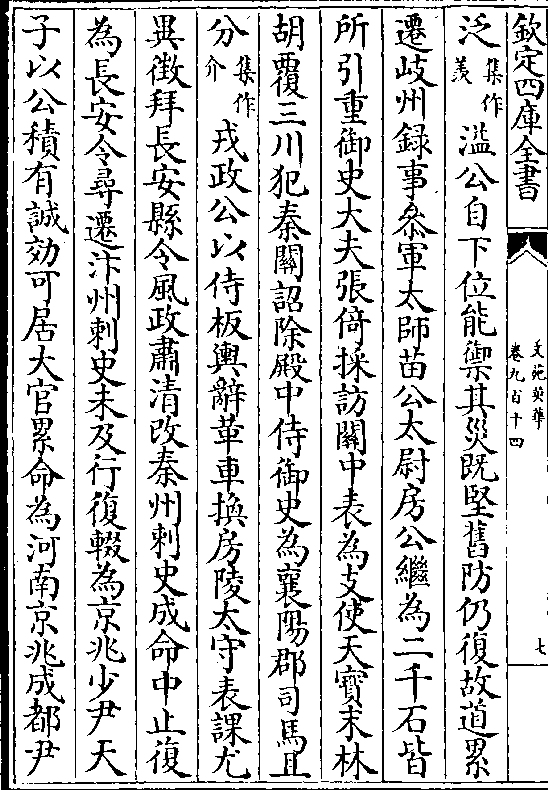 欽定四庫全書
文苑英華
卷九百十四
七
泛集作羨溢公自下位能禦其災既堅舊防仍復故道累
遷岐州録事叅軍太師苗公太尉房公繼為二千石皆
所引重御史大夫張倚採訪關中表為支使天寶末林
胡覆三川犯秦關詔除殿中侍御史為襄陽郡司馬且
分集作介戎政公以侍板輿辭革車換房陵太守表課尤
異徴拜長安縣令風政肅清改秦州刺史成命中止復
為長安令尋遷汴州刺史未及行復輟為京兆少尹天
子以公積有誠効可居大官累命為河南京兆成都尹